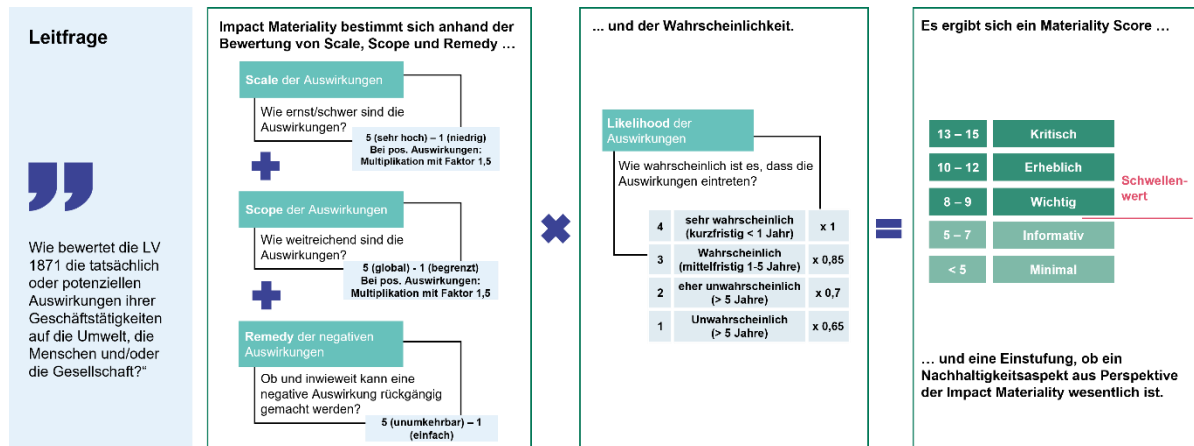 Leitfrage
Wie bewertet die LV
1871 die tatsächlich
oder potenziellen
Auswirkungen ihrer
Geschäftstätigkeiten
auf die Umwelt, die
Menschen und/oder
die Gesellschaft?“
Impact Materiality bestimmt sich anhand der
Bewertung von Scale, Scope und Remedy …
Scale der Auswirkungen
Wie ernst/schwer sind die
Auswirkungen?
5 (sehr hoch) – 1 (niedrig)
Bei pos. Auswirkungen:
Multiplikation mit Faktor 1,5
Scope der Auswirkungen
Wie weitreichend sind die
Auswirkungen?
5 (global) - 1 (begrenzt)
Bei pos. Auswirkungen:
Multiplikation mit Faktor 1,5
Remedy der negativen
Auswirkungen
Ob und inwieweit kann eine
negative Auswirkung rückgängig
gemacht werden?
5 (unumkehrbar) – 1
(einfach)
... und der Wahrscheinlichkeit.
Likelihood der
Auswirkungen
Wie wahrscheinlich ist es, dass die
Auswirkungen eintreten?
4 sehr wahrscheinlich x 1
(kurzfristig < 1 Jahr)
3 Wahrscheinlich x 0,85
(mittelfristig 1-5 Jahre)
2 eher unwahrscheinlich x 0,7
(> 5 Jahre)
1 Unwahrscheinlich x 0,65
(> 5 Jahre)
Es ergibt sich ein Materiality Score …
13 – 15 Kritisch
10 – 12 Erheblich
8 – 9 Wichtig
Schwellen-
wert
5 – 7 Informativ
< 5 Minimal
… und eine Einstufung, ob ein
Nachhaltigkeitsaspekt aus Perspektive
der Impact Materiality wesentlich ist.